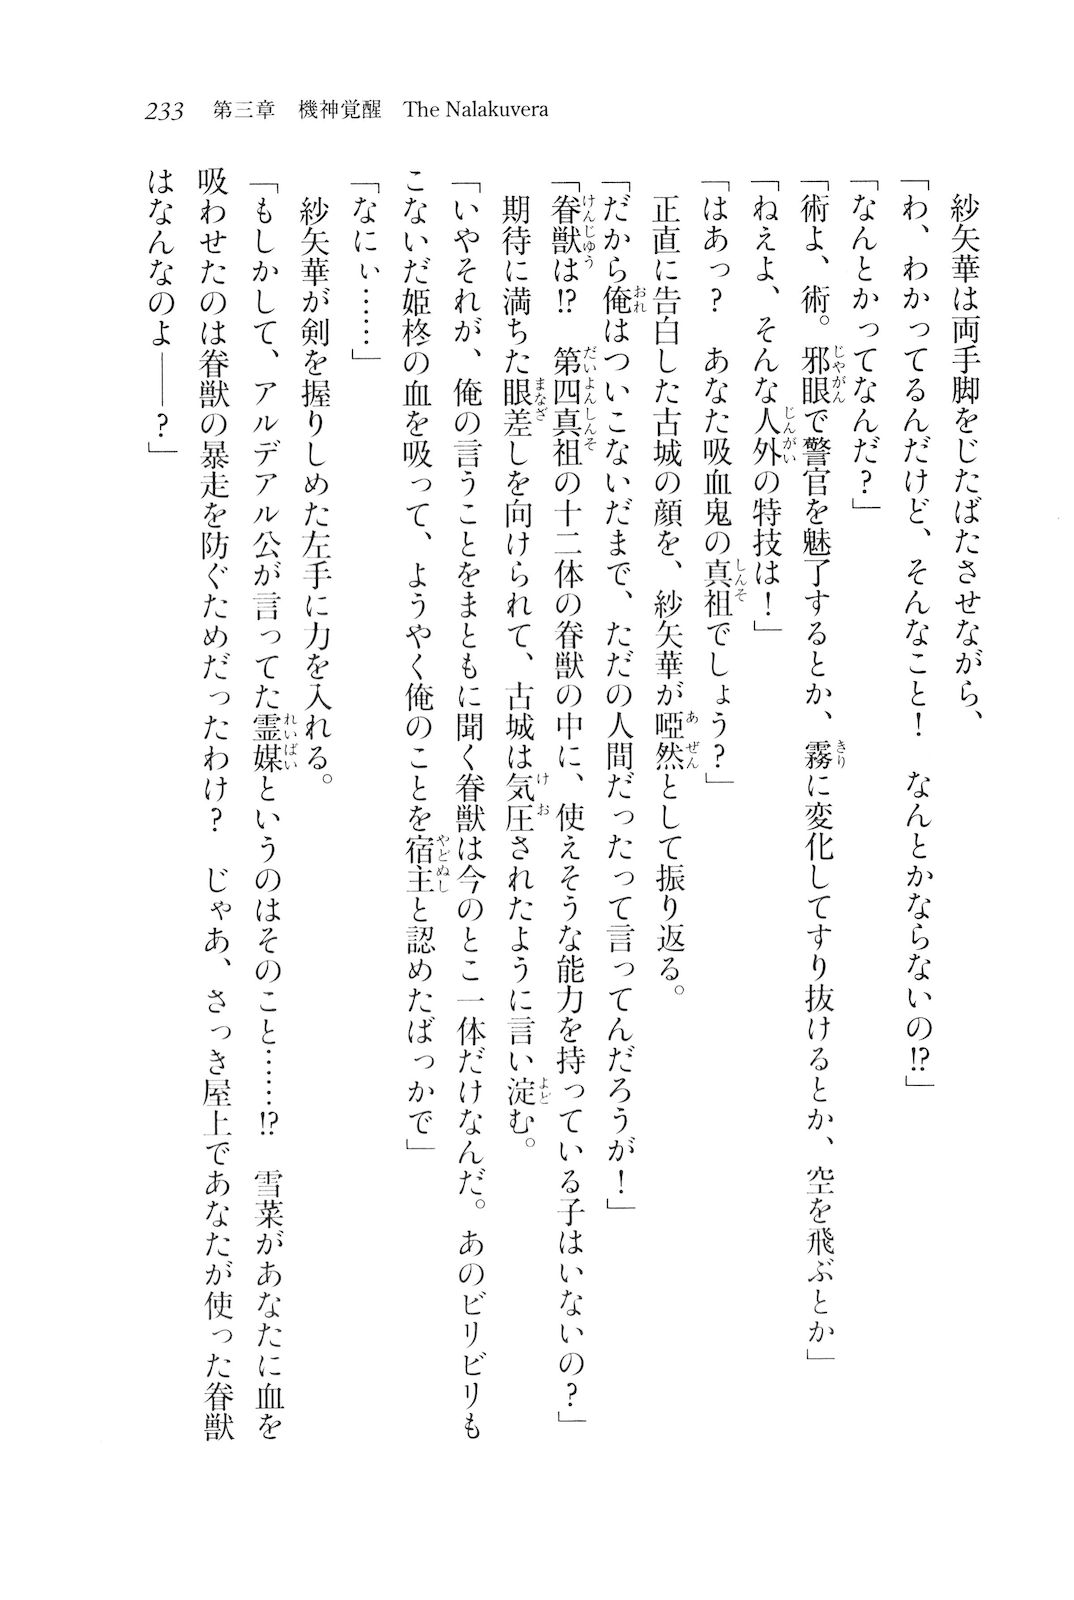 233　第三章　機神覚醒　The Nalakuvera
　紗矢華は両手脚をじたばたさせながら、
「わ、わかってるんだけど、そんなこと！　なんとかならないの!?」
「なんとかってなんだ？」
「術よ、術。邪眼で警官を魅了するとか、霧に変化してすり抜けるとか、空を飛ぶとか」
「ねえよ、そんな人外の特技は！」
「はあっ？　あなた吸血鬼の真祖でしょう？」
　正直に告白した古城の顔を、紗矢華が啞然として振り返る。
「だから俺はついこないだまで、ただの人間だったって言ってんだろうが！」
「眷獣は!?　第四真祖の十二体の眷獣の中に、使えそうな能力を持っている子はいないの？」
　期待に満ちた眼差しを向けられて、古城は気圧されたように言い淀む。
「いやそれが、俺の言うことをまともに聞く眷獣は今のとこ一体だけなんだ。あのビリビリも
こないだ姫柊の血を吸って、ようやく俺のことを宿主と認めたばっかで」
「なにぃ……」
　紗矢華が剣を握りしめた左手に力を入れる。
「もしかして、アルデアル公が言ってた霊媒というのはそのこと……!?　雪菜があなたに血を
吸わせたのは眷獣の暴走を防ぐためだったわけ？　じゃあ、さっき屋上であなたが使った眷獣
はなんなのよ――？」